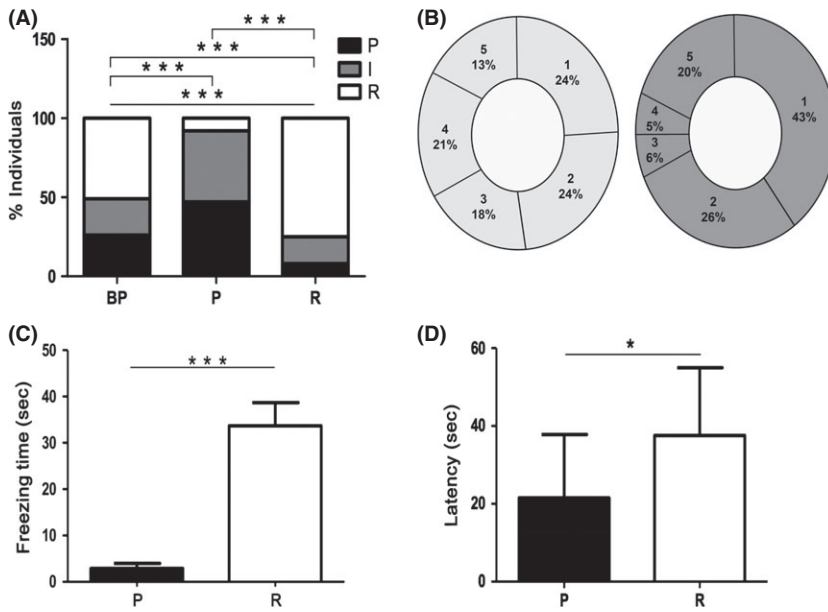 (A)
150
100
50
0
% Individuals
* * *
* * *
* * *
* * *
P
I
R
BP P R
(B)
5
13%
1
24%
4
21%
2
24%
3
18%
5
20%
1
43%
4
5%
3
6%
2
26%
(C)
50
40
30
20
10
0
Freezing time (sec)
* * *
P R
(D)
60
40
20
0
Latency (sec)
*
P R